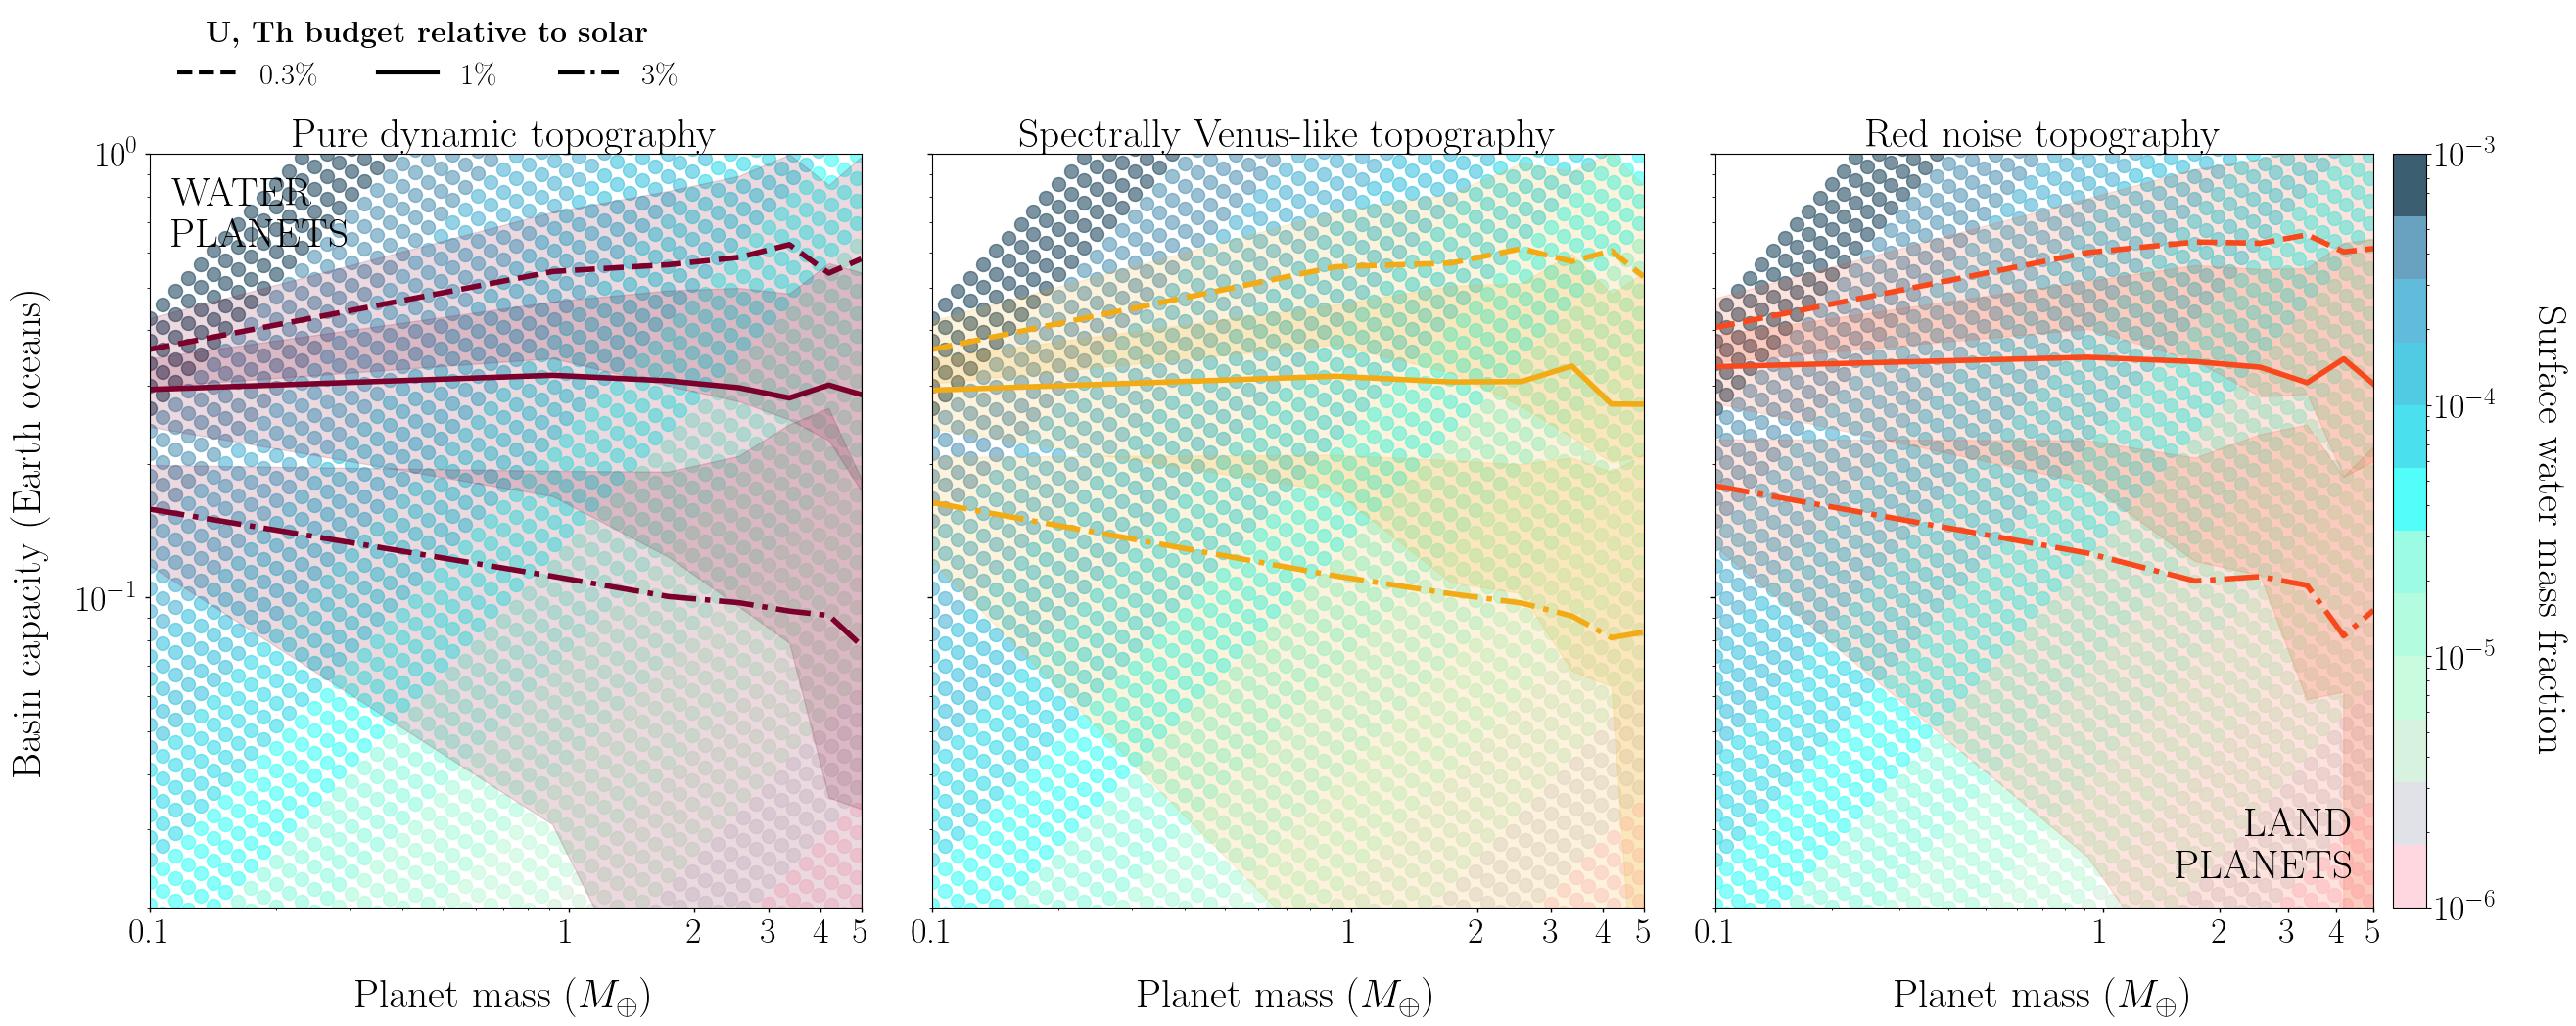 U, Th budget relative to solar
0.3% 1% 3%
Pure dynamic topography
Spectrally Venus-like topography
Red noise topography
Basin capacity (Earth oceans)
10⁰
10⁻¹
WATER
PLANETS
LAND
PLANETS
0.1 1 2 3 4 5
0.1 1 2 3 4 5
0.1 1 2 3 4 5
Planet mass (M⊕)
Planet mass (M⊕)
Planet mass (M⊕)
10⁻³
10⁻⁴
10⁻⁵
10⁻⁶
Surface water mass fraction